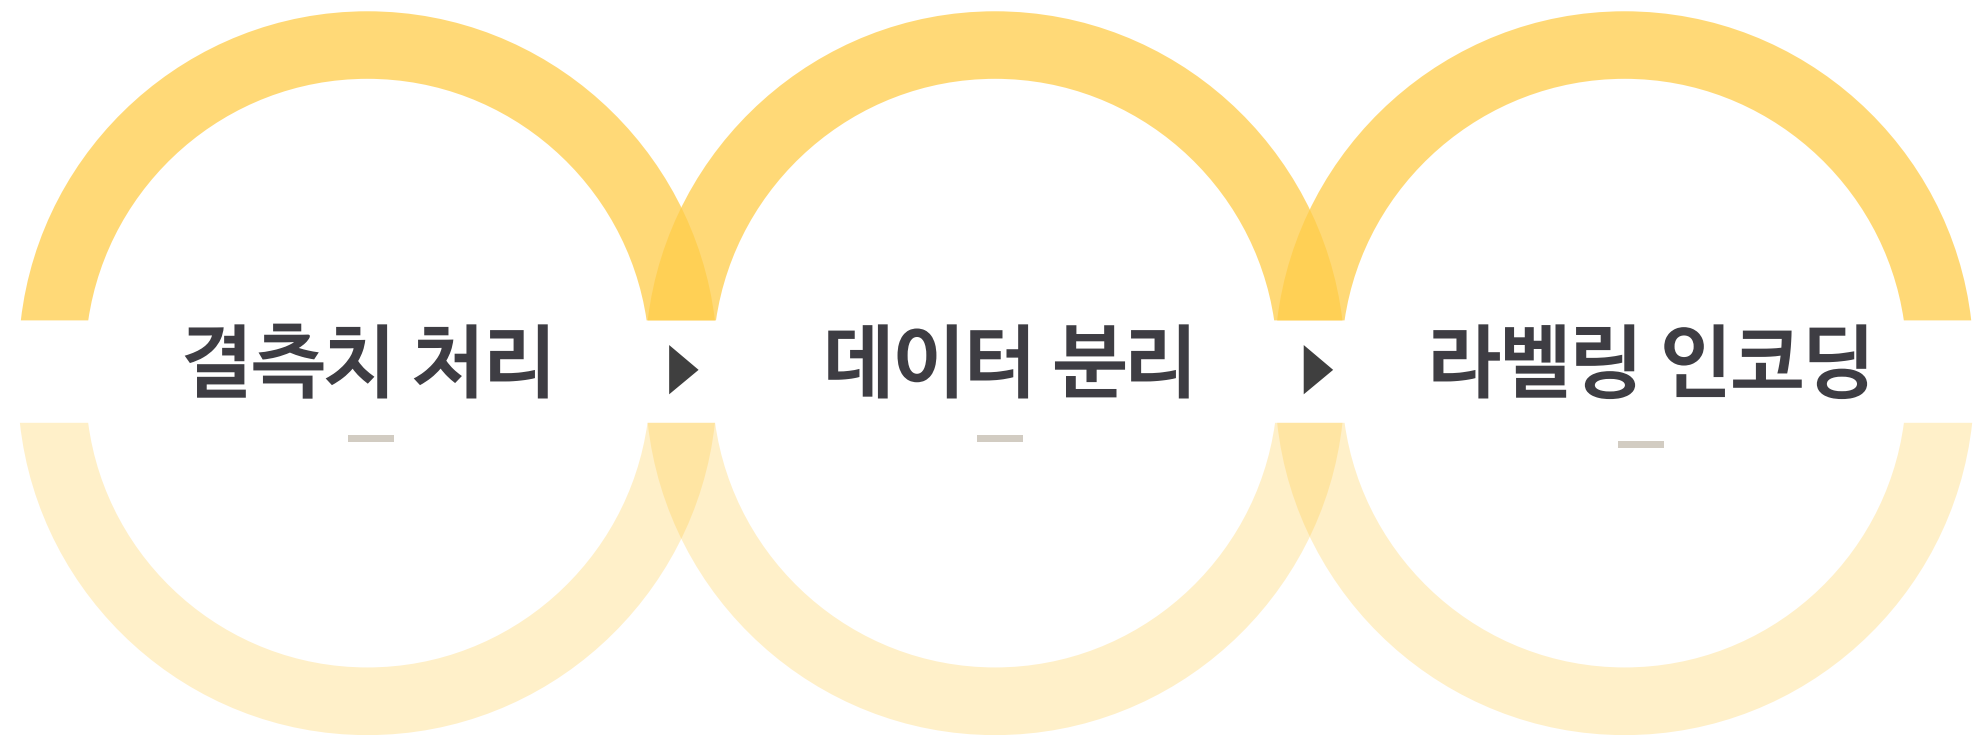 결측치 처리
데이터 분리
라벨링 인코딩